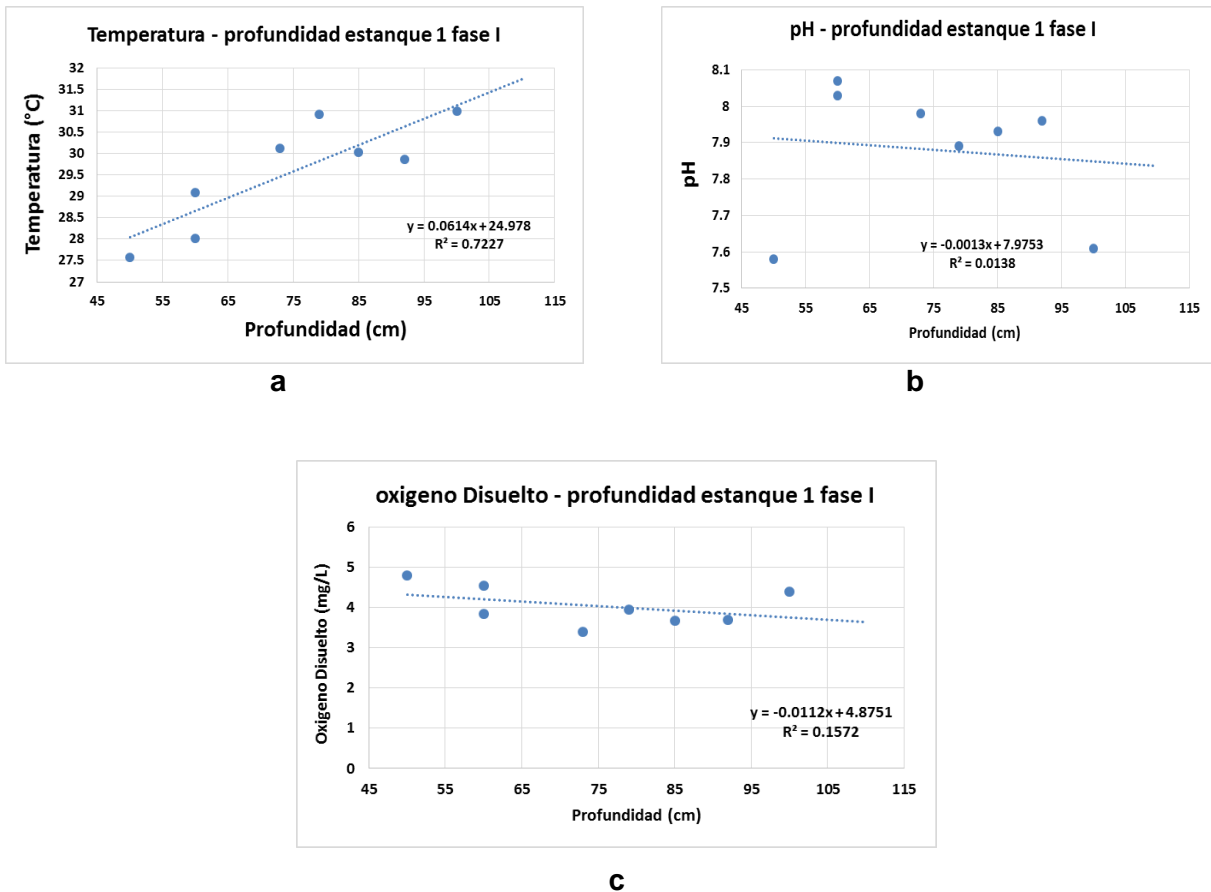 Temperatura - profundidad estanque 1 fase I
Temperatura (°C)
32
31.5
31
30.5
30
29.5
29
28.5
28
27.5
27
y = 0.0614x + 24.978
R² = 0.7227
45 55 65 75 85 95 105 115
Profundidad (cm)
a
pH - profundidad estanque 1 fase I
pH
8.1
8
7.9
7.8
7.7
7.6
7.5
y = -0.0013x + 7.9753
R² = 0.0138
45 55 65 75 85 95 105 115
Profundidad (cm)
b
oxigeno Disuelto - profundidad estanque 1 fase I
Oxigeno Disuelto (mg/L)
6
5
4
3
2
1
0
y = -0.0112x + 4.8751
R² = 0.1572
45 55 65 75 85 95 105 115
Profundidad (cm)
c